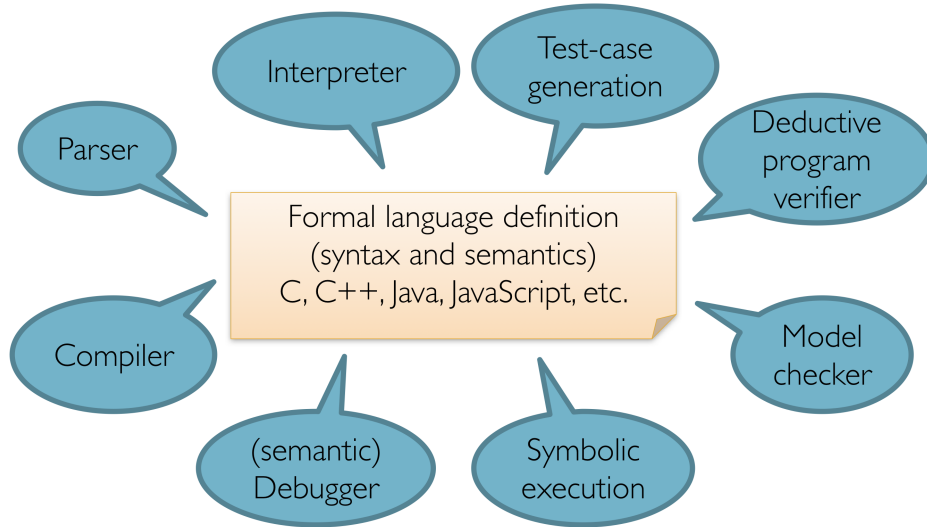 Interpreter
Test-case
generation
Parser
Deductive
program
verifier
Formal language definition
(syntax and semantics)
C, C++, Java, JavaScript, etc.
Compiler
Model
checker
(semantic)
Debugger
Symbolic
execution